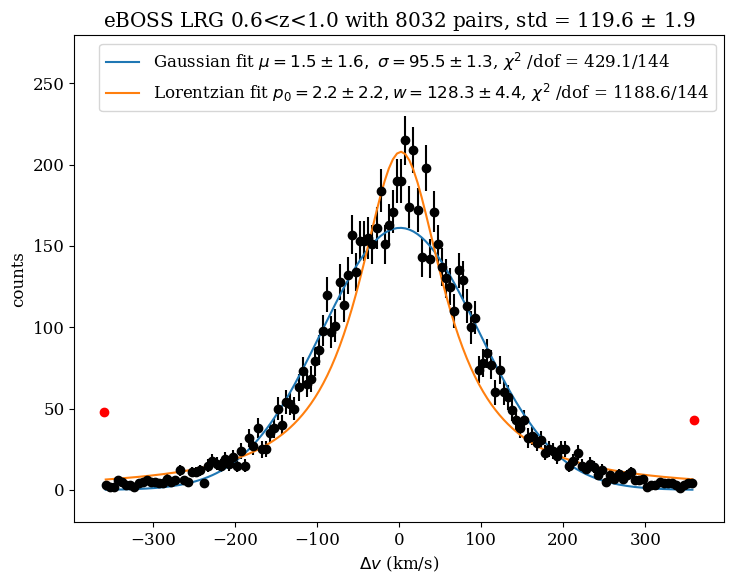 eBOSS LRG 0.6<z<1.0 with 8032 pairs, std = 119.6 ± 1.9
Gaussian fit μ = 1.5 ± 1.6, σ = 95.5 ± 1.3, χ² /dof = 429.1/144
Lorentzian fit p₀ = 2.2 ± 2.2, w = 128.3 ± 4.4, χ² /dof = 1188.6/144
250
200
150
100
50
0
counts
−300 −200 −100 0 100 200 300
Δv (km/s)